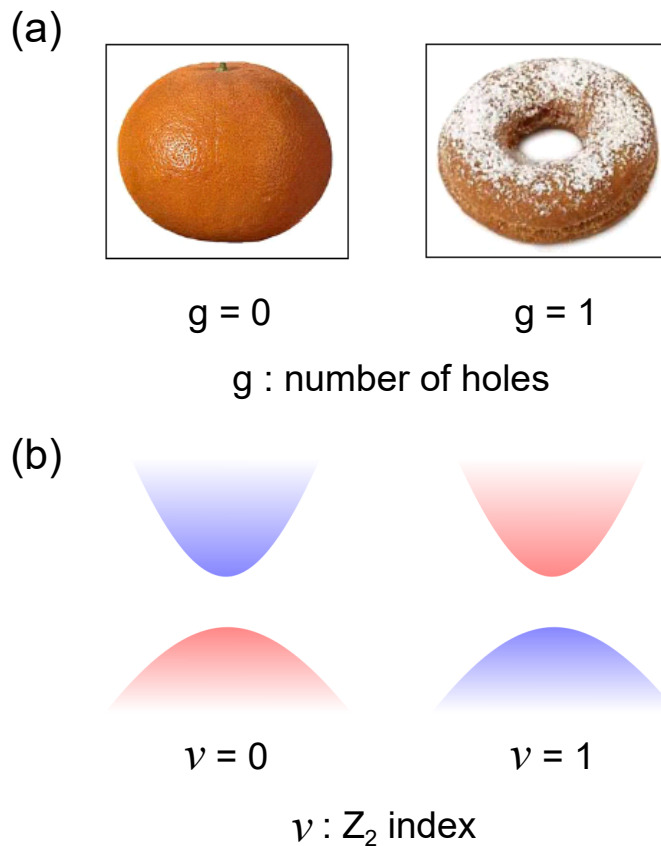 (a)
g = 0 g = 1
g : number of holes
(b)
ν = 0 ν = 1
ν : Z₂ index